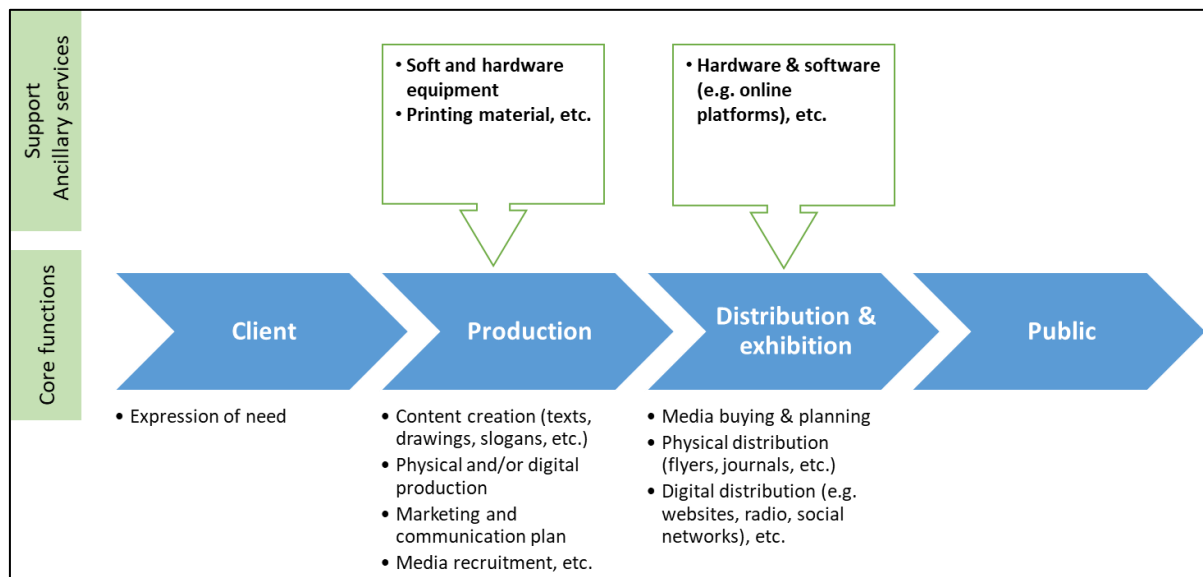 Support
Ancillary services
• Soft and hardware
equipment
• Printing material, etc.
• Hardware & software
(e.g. online
platforms), etc.
Core functions
Client
Production
Distribution &
exhibition
Public
• Expression of need
• Content creation (texts,
drawings, slogans, etc.)
• Physical and/or digital
production
• Marketing and
communication plan
• Media recruitment, etc.
• Media buying & planning
• Physical distribution
(flyers, journals, etc.)
• Digital distribution (e.g.
websites, radio, social
networks), etc.